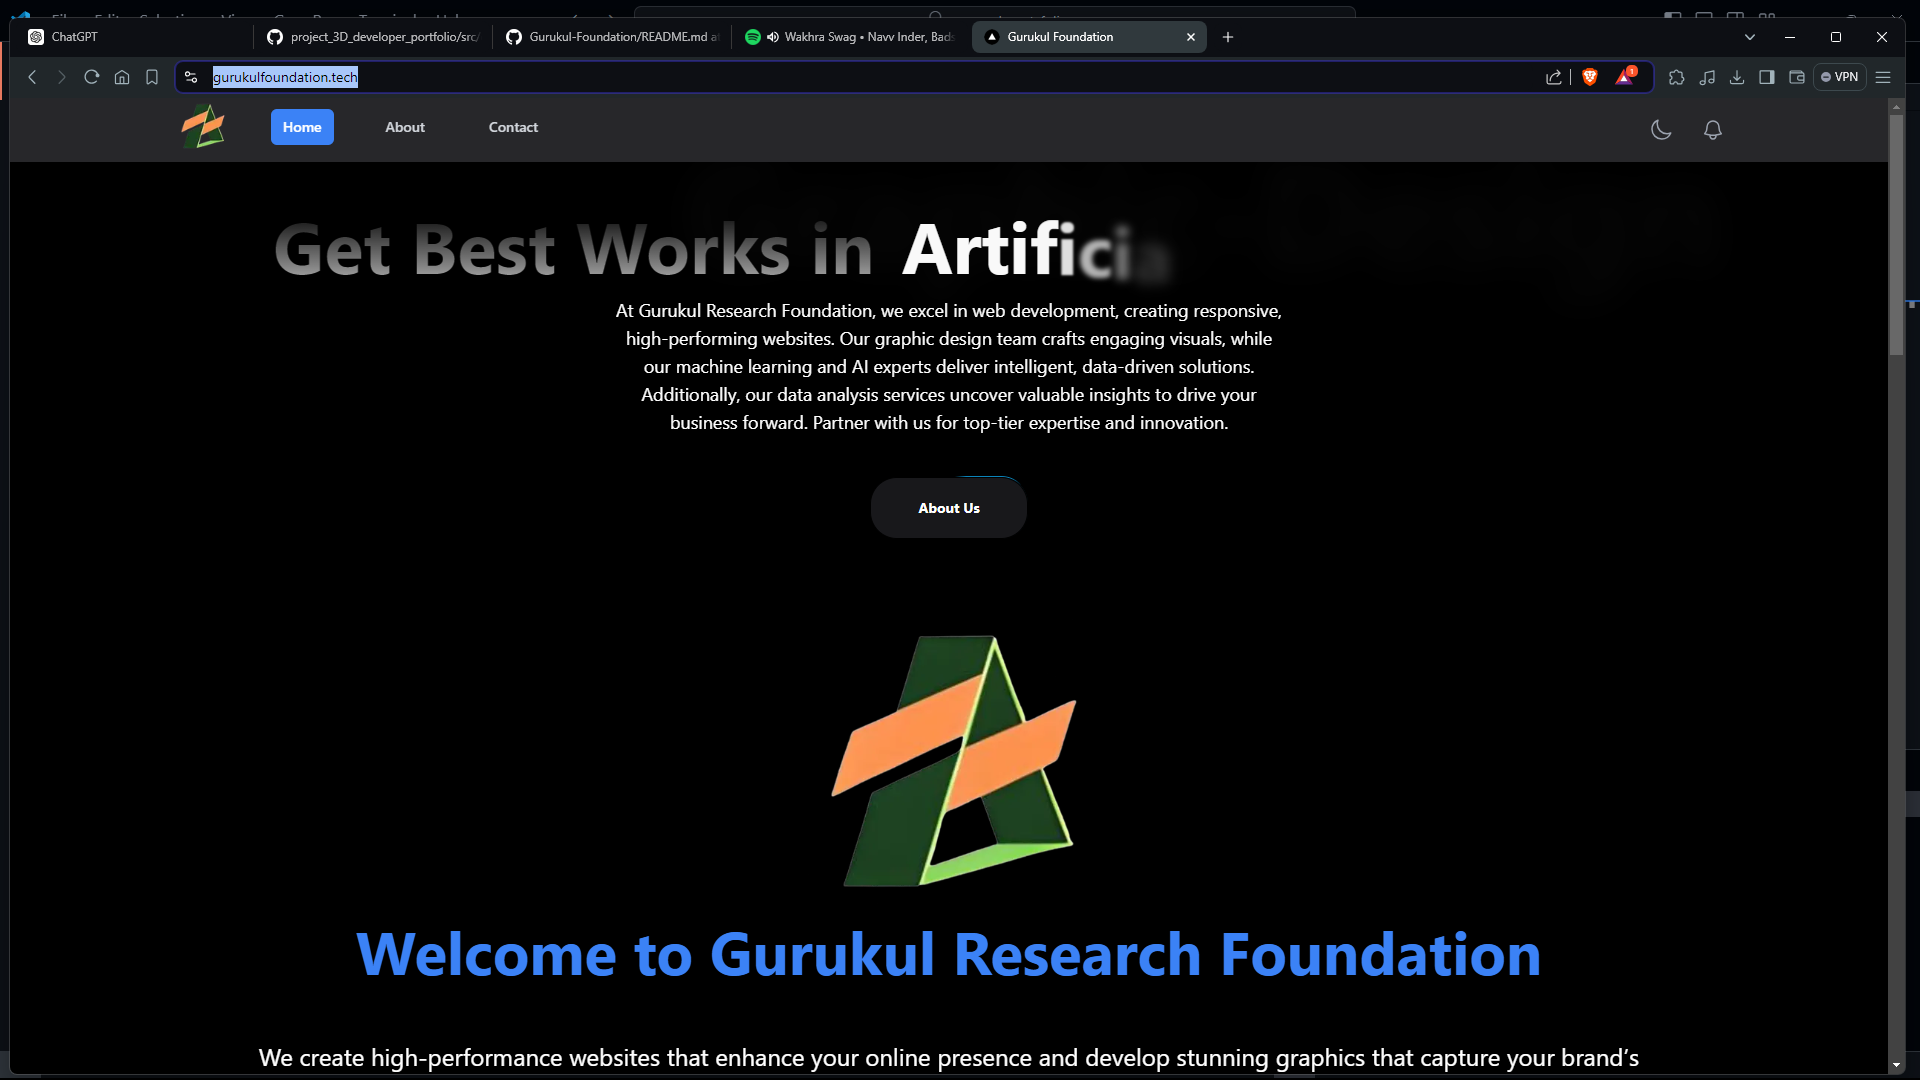 ChatGPT
project_3D_developer_portfolio/src/
Gurukul-Foundation/README.md a
Wakhra Swag • Navv Inder, Bads
Gurukul Foundation
gurukulfoundation.tech
1
VPN
Home
About
Contact
Get Best Works in Artificia
At Gurukul Research Foundation, we excel in web development, creating responsive,
high-performing websites. Our graphic design team crafts engaging visuals, while
our machine learning and AI experts deliver intelligent, data-driven solutions.
Additionally, our data analysis services uncover valuable insights to drive your
business forward. Partner with us for top-tier expertise and innovation.
About Us
Welcome to Gurukul Research Foundation
We create high-performance websites that enhance your online presence and develop stunning graphics that capture your brand’s